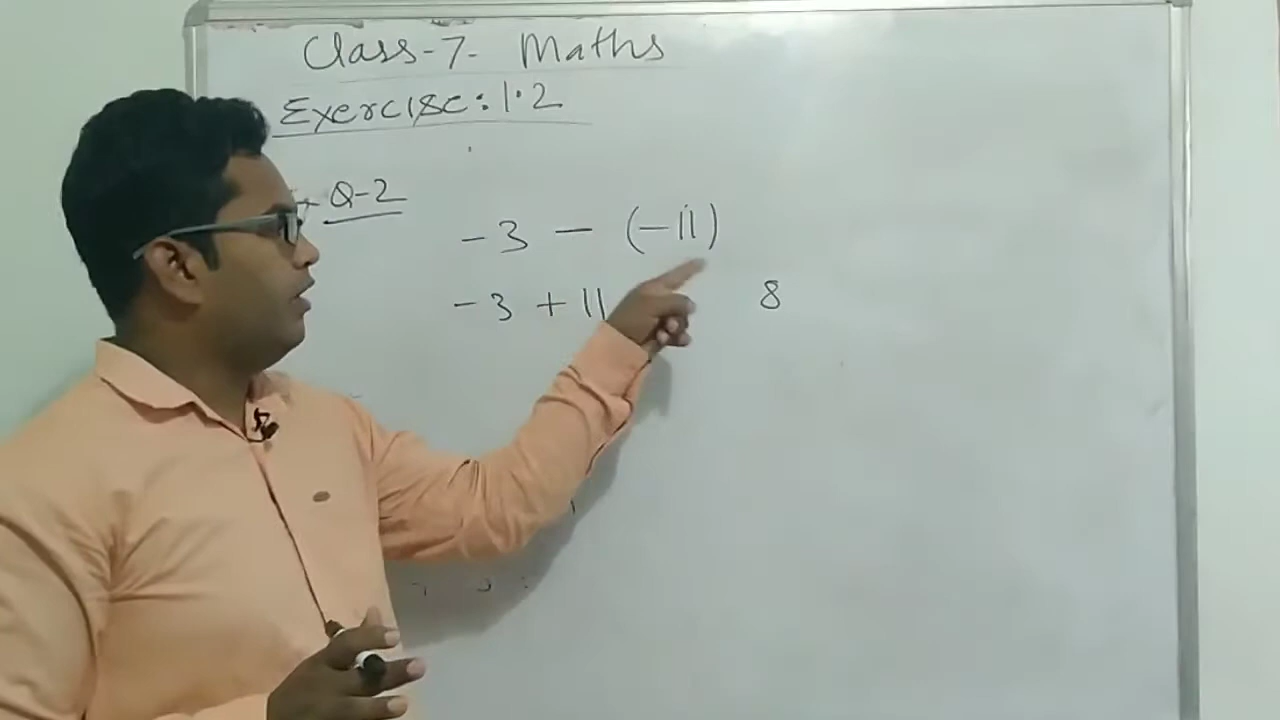 Class-7- Maths
Exercise: 1.2
Q-2
-3 - (-11)
-3 + 11 8